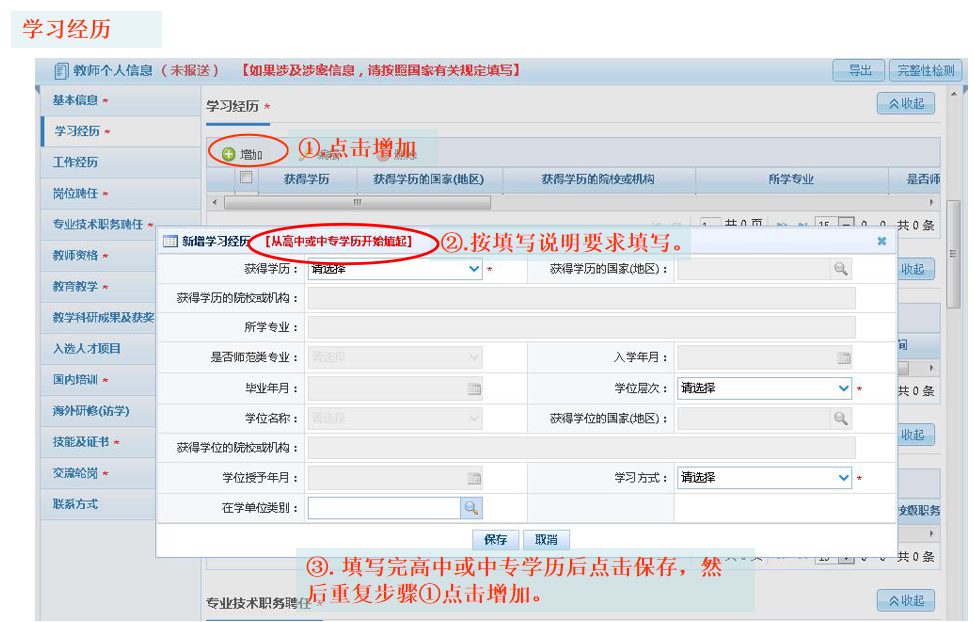 学习经历
教师个人信息（未报送） 【如果涉及涉密信息，请按照国家有关规定填写】 导出 完整性检测
基本信息 *
学习经历 *
工作经历
岗位聘任 *
专业技术职务聘任 *
教师资格 *
教育教学 *
教学科研成果及获奖
入选人才项目
国内培训 *
海外研修(访学)
技能及证书 *
交流轮岗 *
联系方式
学习经历 * 收起
增加 ①点击增加
获得学历 获得学历的国家(地区) 获得学历的院校或机构 所学专业 是否师
1 共 0 页 15 0 0 共 0 条
新增学习经历 【从高中或中专学历开始填起】 ②.按填写说明要求填写。
获得学历： 请选择 * 获得学历的国家(地区)：
获得学历的院校或机构：
所学专业：
是否师范类专业： 请选择 入学年月：
毕业年月： 学位层次： 请选择 *
学位名称： 请选择 获得学位的国家(地区)：
获得学位的院校或机构：
学位授予年月： 学习方式： 请选择 *
在学单位类别：
保存 取消
收起
间
共 0 条
收起
职务
共 0 条
③. 填写完高中或中专学历后点击保存，然
后重复步骤①点击增加。
专业技术职务聘任 * 收起